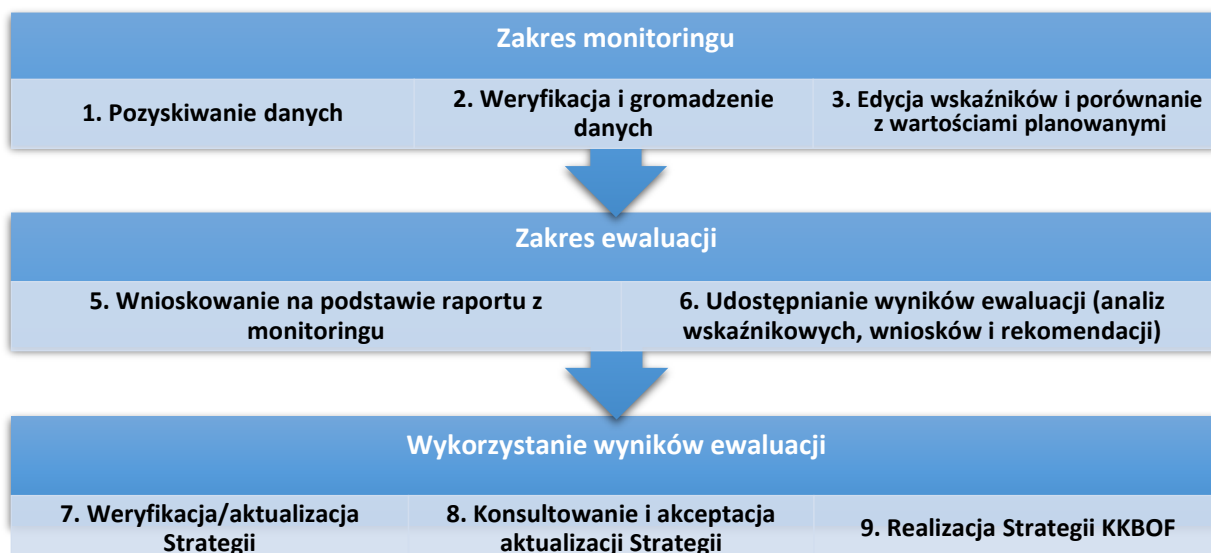 Zakres monitoringu
1. Pozyskiwanie danych
2. Weryfikacja i gromadzenie
danych
3. Edycja wskaźników i porównanie
z wartościami planowanymi
Zakres ewaluacji
5. Wnioskowanie na podstawie raportu z
monitoringu
6. Udostępnianie wyników ewaluacji (analiz
wskaźnikowych, wniosków i rekomendacji)
Wykorzystanie wyników ewaluacji
7. Weryfikacja/aktualizacja
Strategii
8. Konsultowanie i akceptacja
aktualizacji Strategii
9. Realizacja Strategii KKBOF